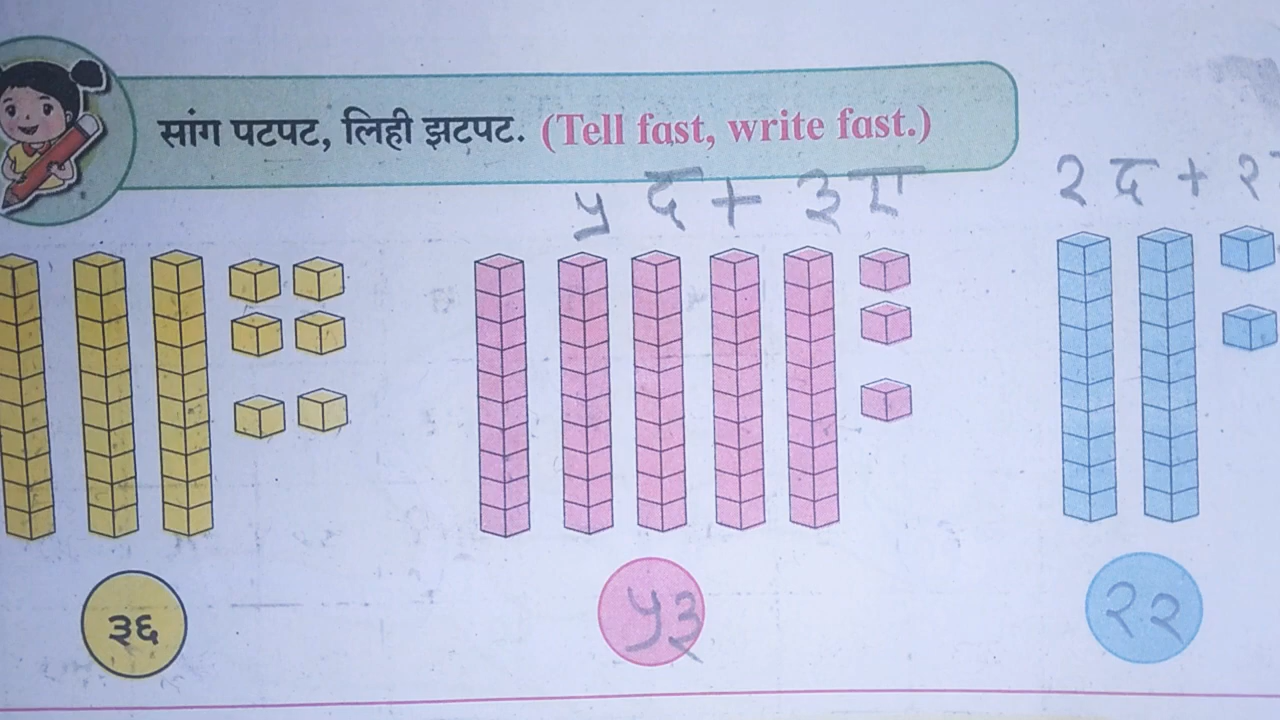 सांग पटपट, लिही झटपट. (Tell fast, write fast.)
५ द + ३ ए
२ द + २
३६
५३
२२